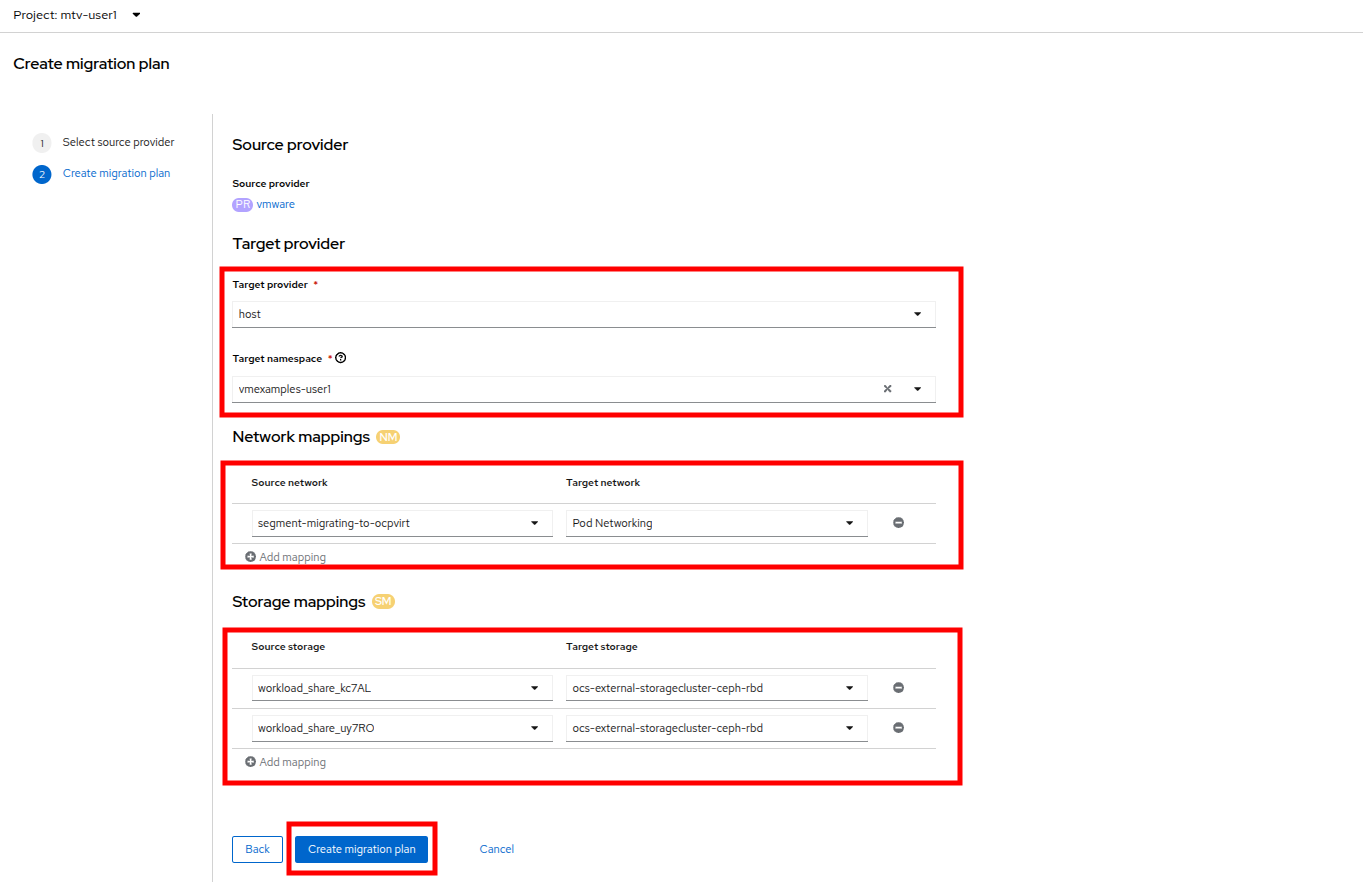 Project: mtv-user1
Create migration plan
1 Select source provider
2 Create migration plan
Source provider
Source provider
PR vmware
Target provider
Target provider *
host
Target namespace *
vmexamples-user1
Network mappings NM
Source network Target network
segment-migrating-to-ocpvirt Pod Networking
Add mapping
Storage mappings SM
Source storage Target storage
workload_share_kc7AL ocs-external-storagecluster-ceph-rbd
workload_share_uy7RO ocs-external-storagecluster-ceph-rbd
Add mapping
Back Create migration plan Cancel